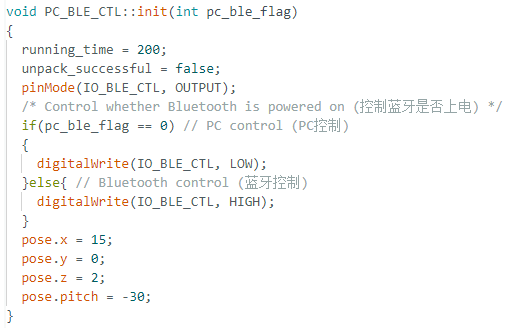 void PC_BLE_CTL::init(int pc_ble_flag)
{
  running_time = 200;
  unpack_successful = false;
  pinMode(IO_BLE_CTL, OUTPUT);
  /* Control whether Bluetooth is powered on (控制蓝牙是否上电) */
  if(pc_ble_flag == 0) // PC control (PC控制)
  {
    digitalWrite(IO_BLE_CTL, LOW);
  }else{ // Bluetooth control (蓝牙控制)
    digitalWrite(IO_BLE_CTL, HIGH);
  }
  pose.x = 15;
  pose.y = 0;
  pose.z = 2;
  pose.pitch = -30;
}